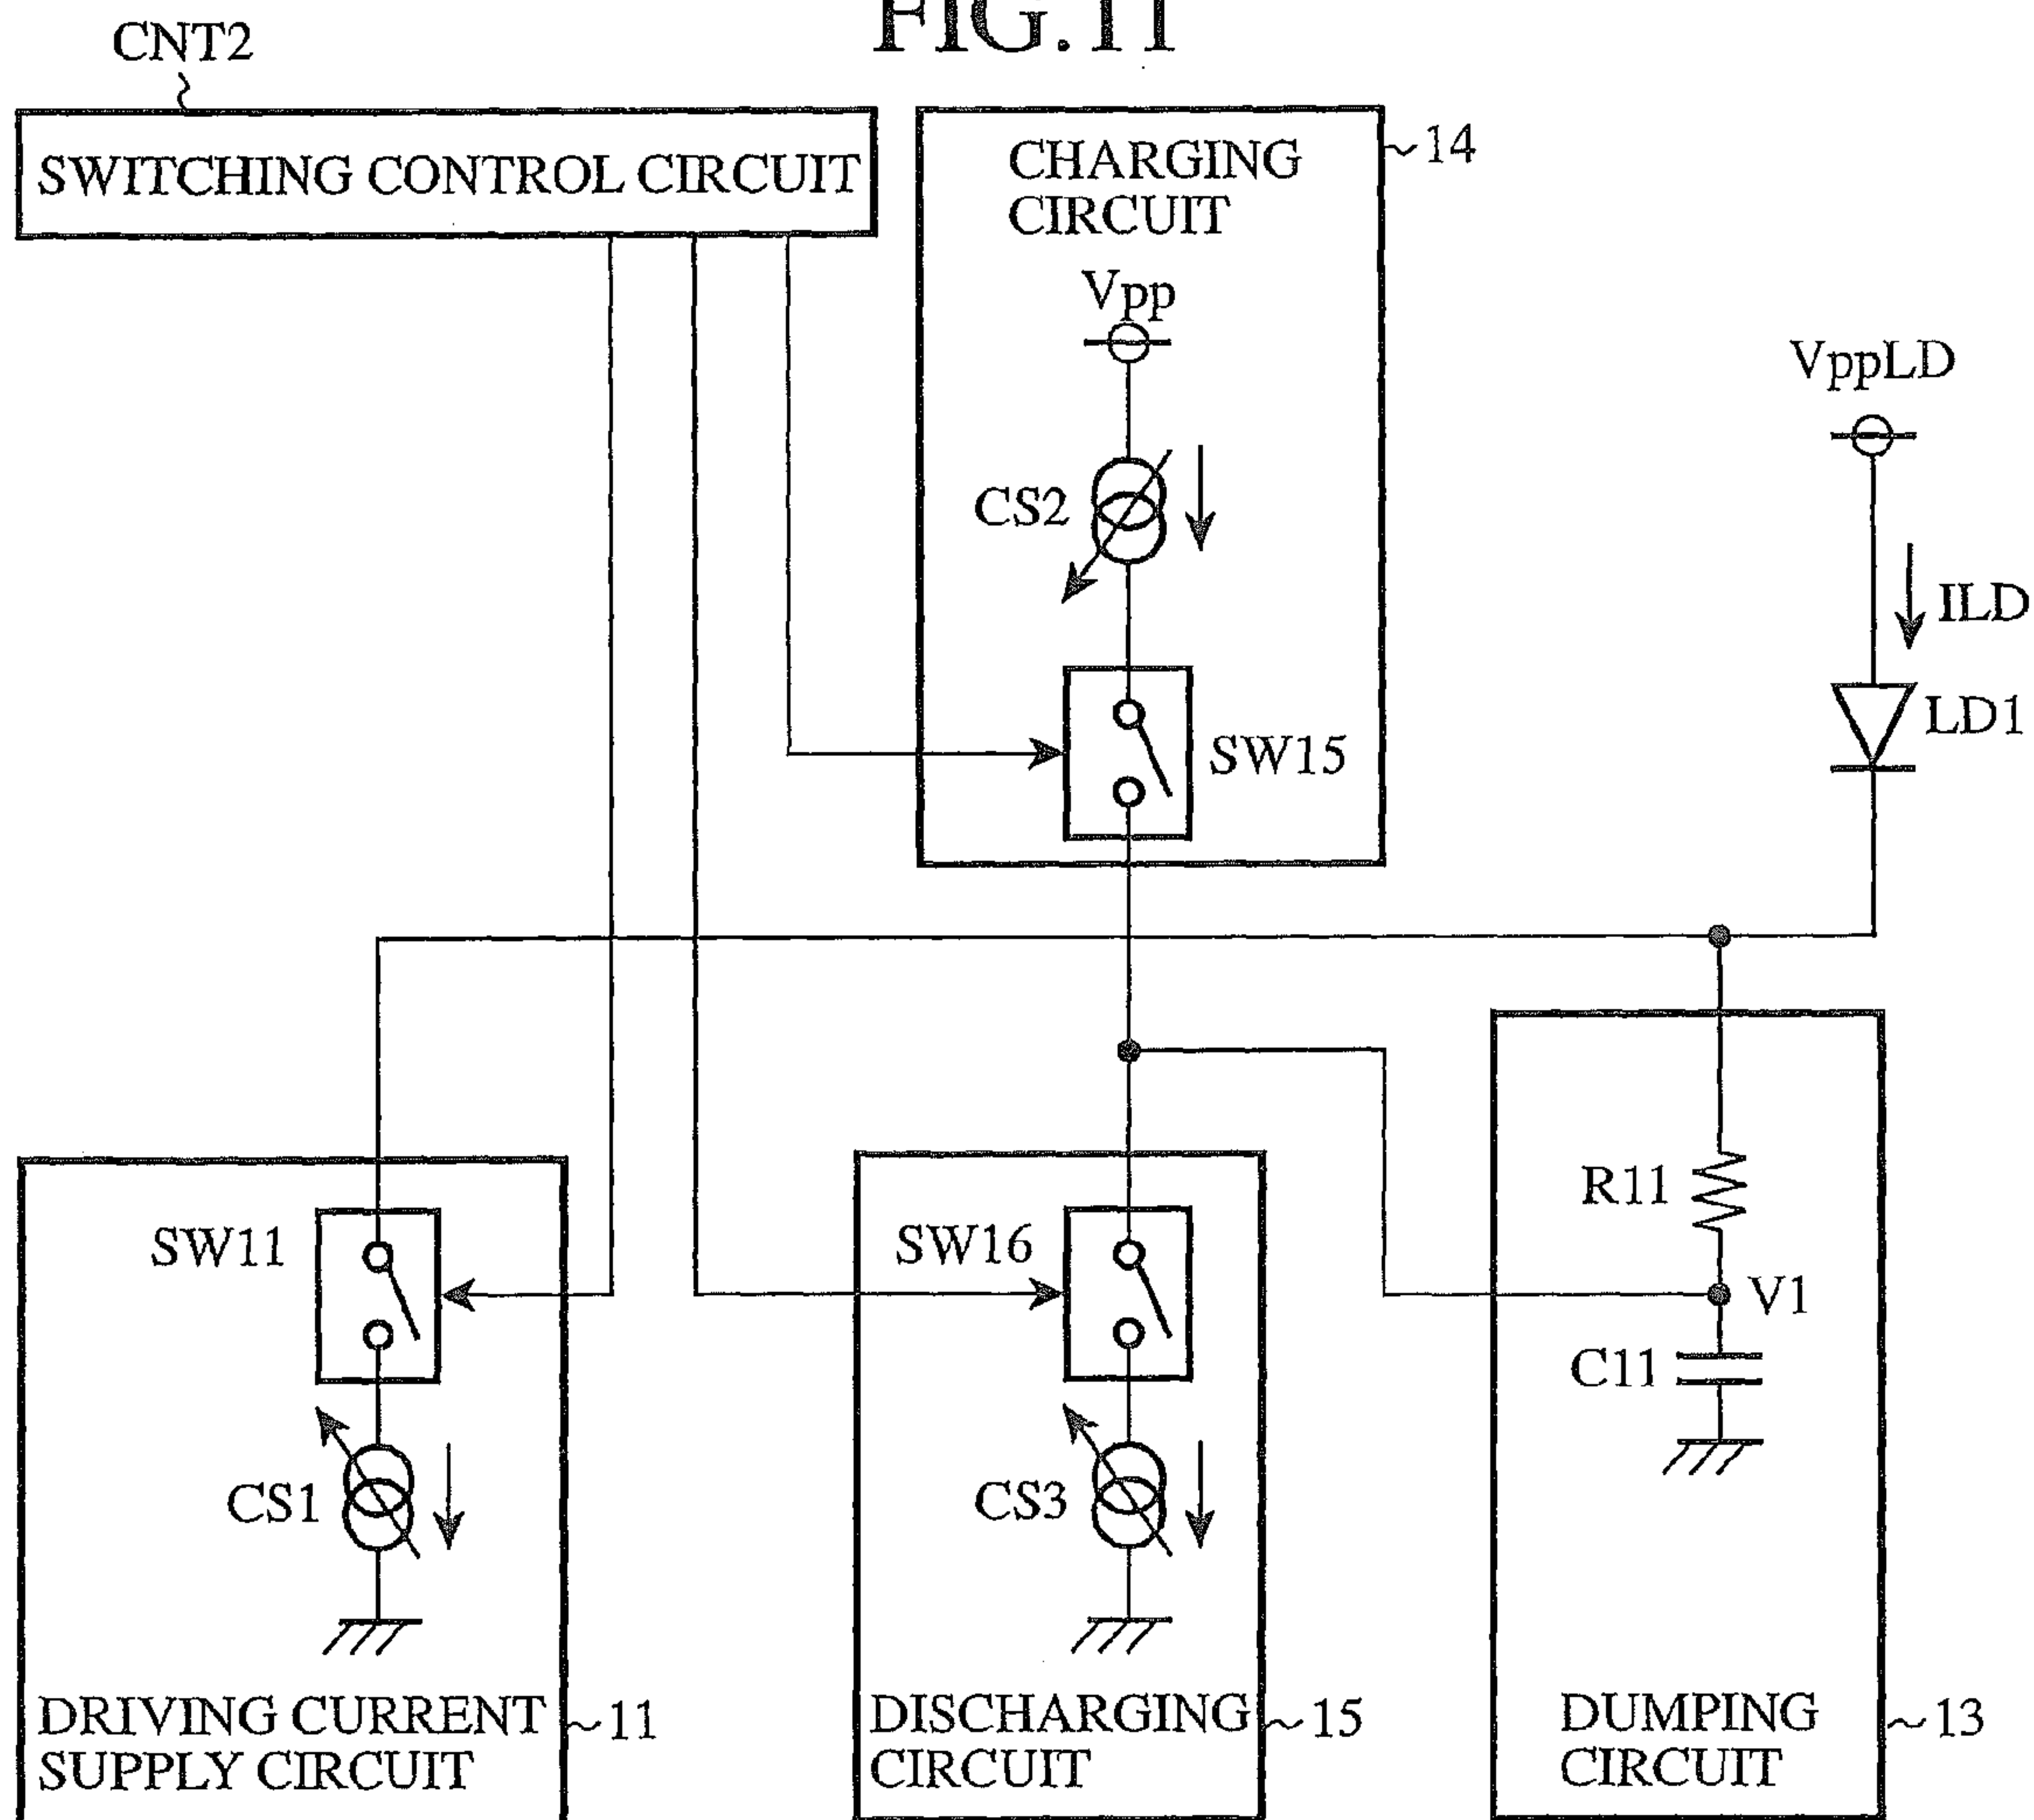 FIG.11
CNT2
SWITCHING CONTROL CIRCUIT
CHARGING
CIRCUIT
14
Vpp
VppLD
CS2
ILD
LD1
SW15
R11
SW11
SW16
V1
C11
CS1
CS3
DRIVING CURRENT
SUPPLY CIRCUIT
11
DISCHARGING
CIRCUIT
15
DUMPING
CIRCUIT
13